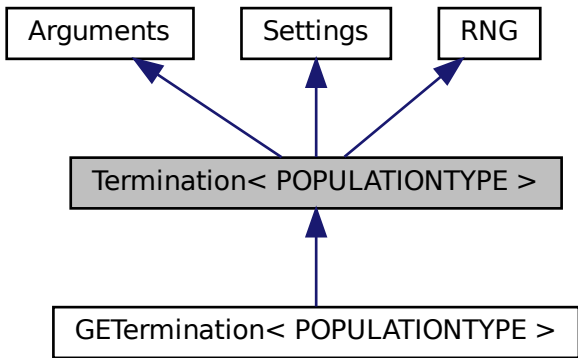 Arguments
Settings
RNG
Termination< POPULATIONTYPE >
GETermination< POPULATIONTYPE >